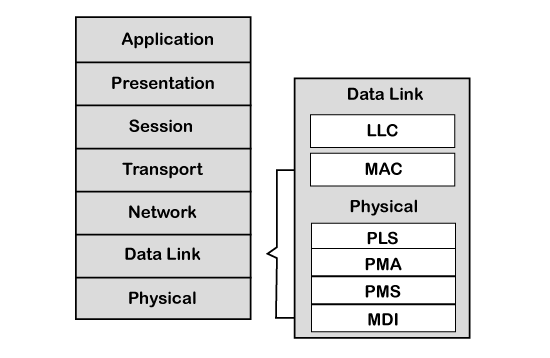 Application
Presentation
Session
Transport
Network
Data Link
Physical
Data Link
LLC
MAC
Physical
PLS
PMA
PMS
MDI